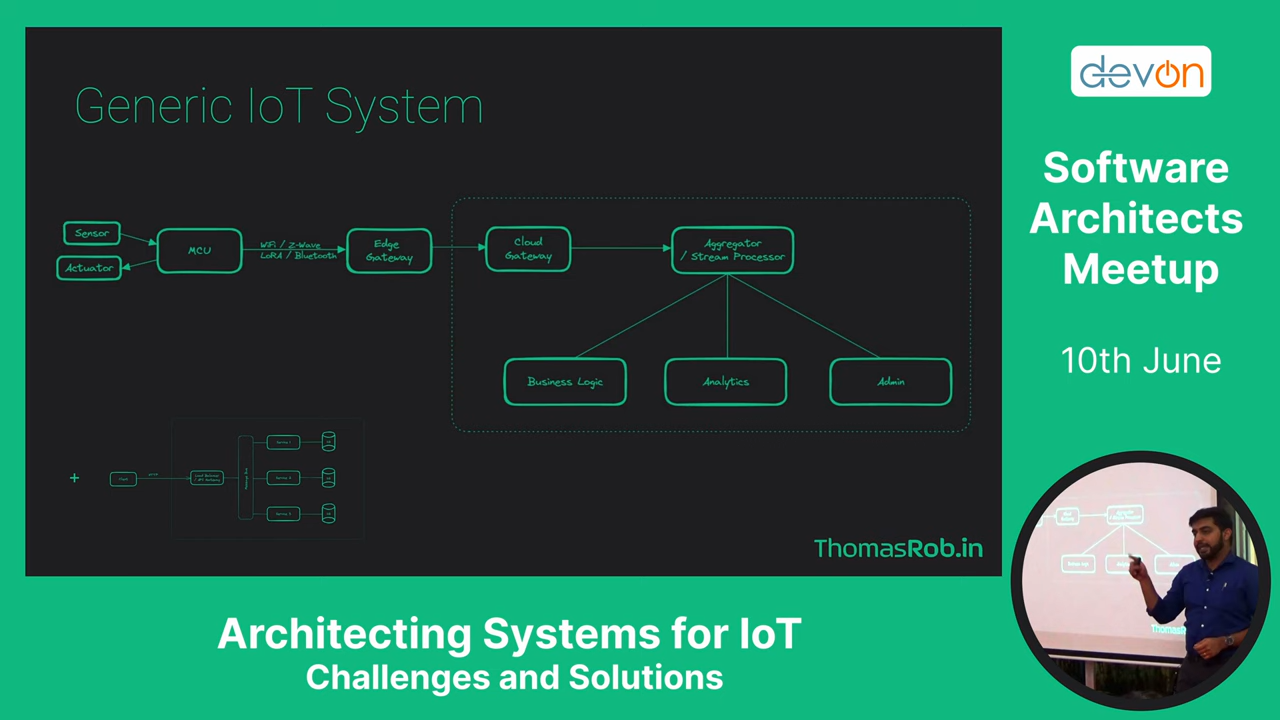 Generic IoT System
Sensor
Actuator
MCU
WiFi / Z-Wave
LoRA / Bluetooth
Edge
Gateway
Cloud
Gateway
Aggregator
/ Stream Processor
Business Logic
Analytics
Admin
+
ThomasRob.in
devon
Software
Architects
Meetup
10th June
Architecting Systems for IoT
Challenges and Solutions